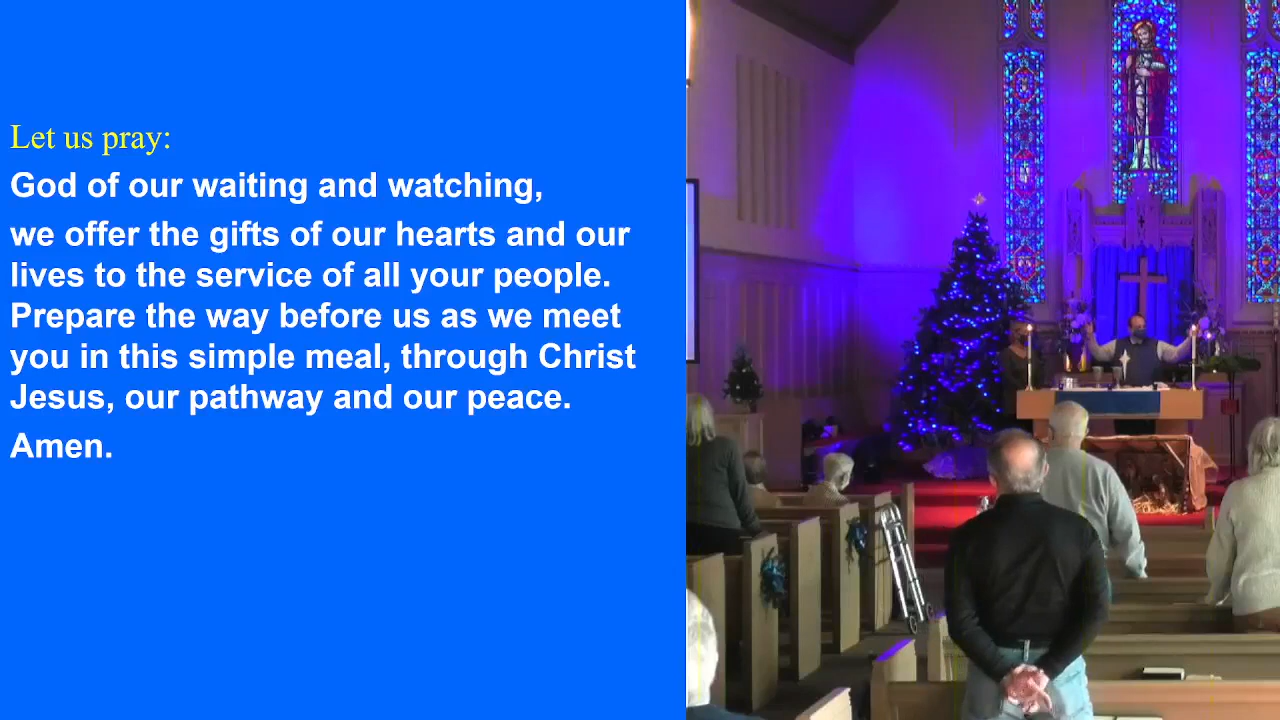 Let us pray:
God of our waiting and watching,
we offer the gifts of our hearts and our
lives to the service of all your people.
Prepare the way before us as we meet
you in this simple meal, through Christ
Jesus, our pathway and our peace.
Amen.